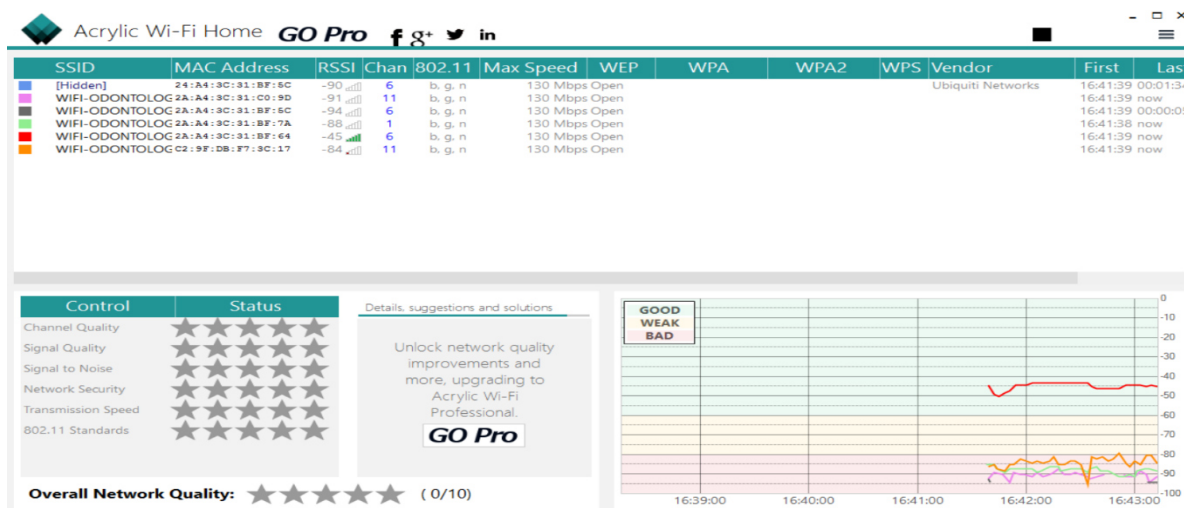 Acrylic Wi-Fi Home GO Pro f g+ in
SSID MAC Address RSSI Chan 802.11 Max Speed WEP WPA WPA2 WPS Vendor First Las
[Hidden] 24:A4:3C:31:BF:5C -90 6 b, g, n 130 Mbps Open Ubiquiti Networks 16:41:39 00:01:34
WIFI-ODONTOLOG 2A:A4:3C:31:C0:9D -91 11 b, g, n 130 Mbps Open 16:41:39 now
WIFI-ODONTOLOG 2A:A4:3C:31:BF:5C -94 6 b, g, n 130 Mbps Open 16:41:39 00:00:05
WIFI-ODONTOLOG 2A:A4:3C:31:BF:7A -88 1 b, g, n 130 Mbps Open 16:41:38 now
WIFI-ODONTOLOG 2A:A4:3C:31:BF:64 -45 6 b, g, n 130 Mbps Open 16:41:39 now
WIFI-ODONTOLOG C2:9F:DB:F7:3C:17 -84 11 b, g, n 130 Mbps Open 16:41:39 now
Control Status
Channel Quality
Signal Quality
Signal to Noise
Network Security
Transmission Speed
802.11 Standards
Overall Network Quality: ( 0/10)
Details, suggestions and solutions
Unlock network quality
improvements and
more, upgrading to
Acrylic Wi-Fi
Professional.
GO Pro
GOOD
WEAK
BAD
0
-10
-20
-30
-40
-50
-60
-70
-80
-90
-100
16:39:00 16:40:00 16:41:00 16:42:00 16:43:00